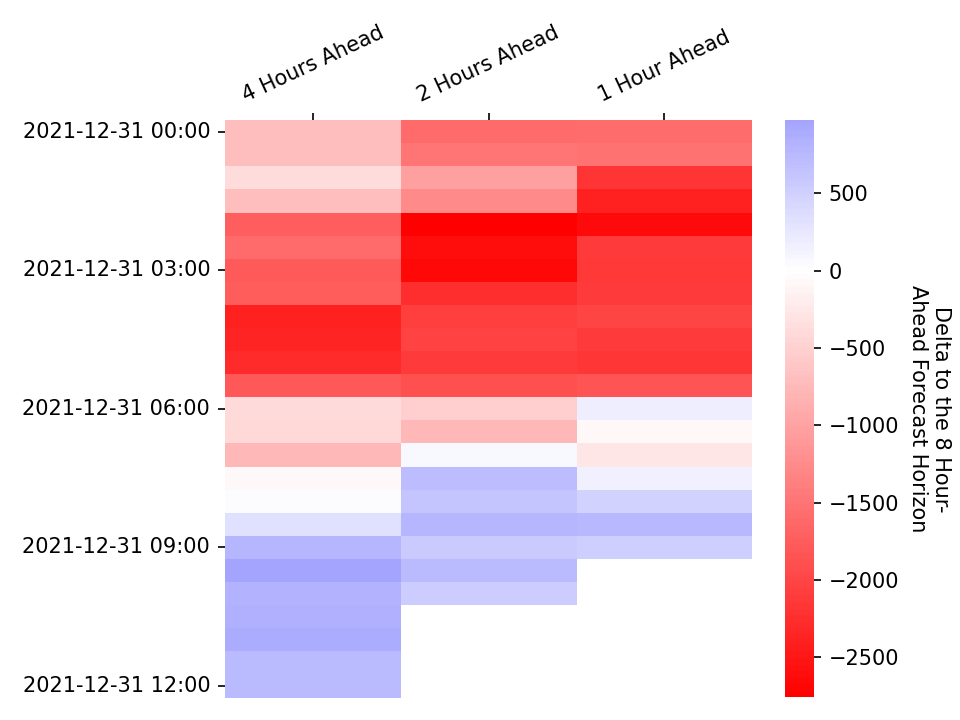 4 Hours Ahead
2 Hours Ahead
1 Hour Ahead
2021-12-31 00:00
2021-12-31 03:00
2021-12-31 06:00
2021-12-31 09:00
2021-12-31 12:00
500
0
−500
−1000
−1500
−2000
−2500
Delta to the 8 Hour-
Ahead Forecast Horizon